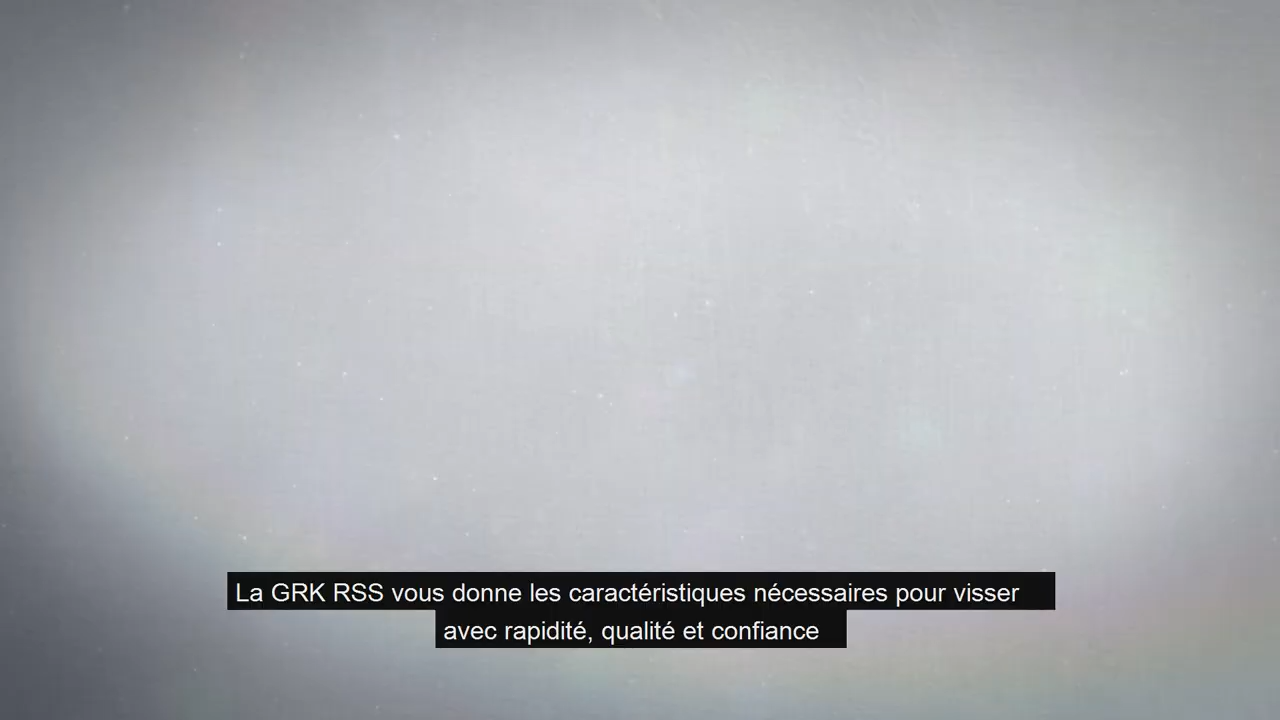 La GRK RSS vous donne les caractéristiques nécessaires pour visser
avec rapidité, qualité et confiance